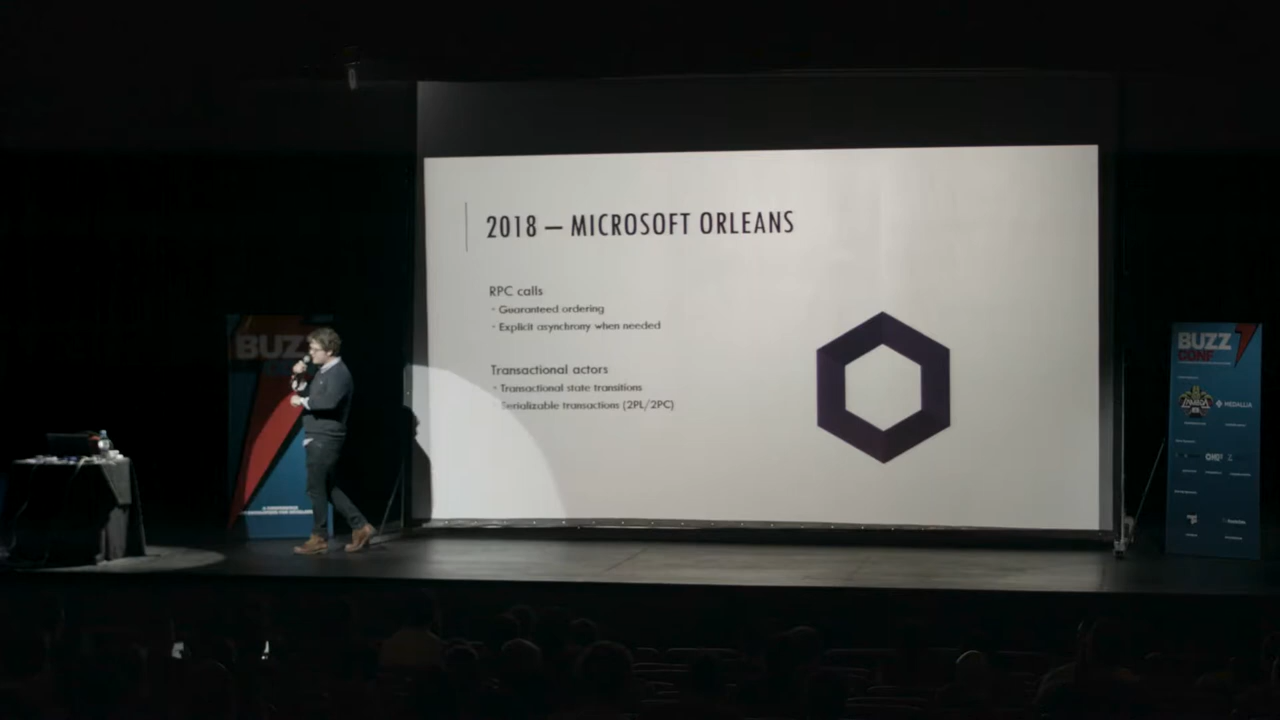 2018 – MICROSOFT ORLEANS
RPC calls
- Guaranteed ordering
- Explicit asynchrony when needed
Transactional actors
- Transactional state transitions
- Serializable transactions (2PL/2PC)
BUZZ
BUZZ
CONF
MEDALLIA